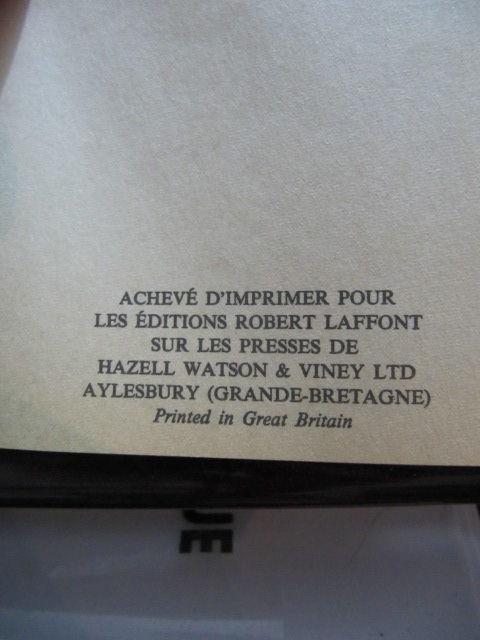 ACHEVÉ D'IMPRIMER POUR
LES ÉDITIONS ROBERT LAFFONT
SUR LES PRESSES DE
HAZELL WATSON & VINEY LTD
AYLESBURY (GRANDE-BRETAGNE)
Printed in Great Britain
UE